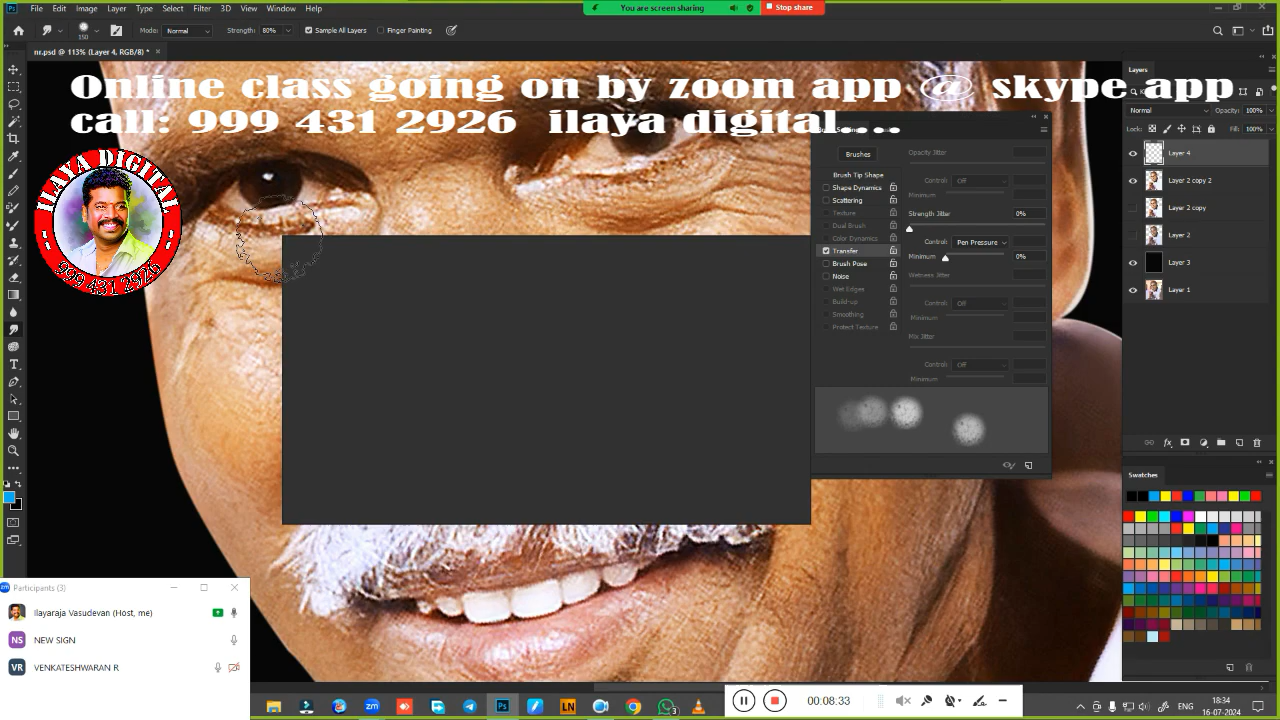 File Edit Image Layer Type Select Filter 3D View Window Help
You are screen sharing
Stop share
150
Mode: Normal
Strength: 80%
Sample All Layers
Finger Painting
nr.psd @ 113% (Layer 4, RGB/8) *
Online class going on by zoom app @ skype app
call: 999 431 2926 ilaya digital....
ILAYA DIGITAL
999 431 2926
Brushes
Brush Tip Shape
Shape Dynamics
Scattering
Texture
Dual Brush
Color Dynamics
Transfer
Brush Pose
Noise
Wet Edges
Build-up
Smoothing
Protect Texture
Opacity Jitter
Control: Off
Minimum
Strength Jitter 0%
Control: Pen Pressure
Minimum 0%
Wetness Jitter
Control: Off
Minimum
Mix Jitter
Control: Off
Minimum
Layers
Normal
Opacity: 100%
Lock:
Fill: 100%
Layer 4
Layer 2 copy 2
Layer 2 copy
Layer 2
Layer 3
Layer 1
Swatches
Participants (3)
Ilayaraja Vasudevan (Host, me)
NS NEW SIGN
VR VENKATESHWARAN R
00:08:33
ENG
18:34
16-07-2024